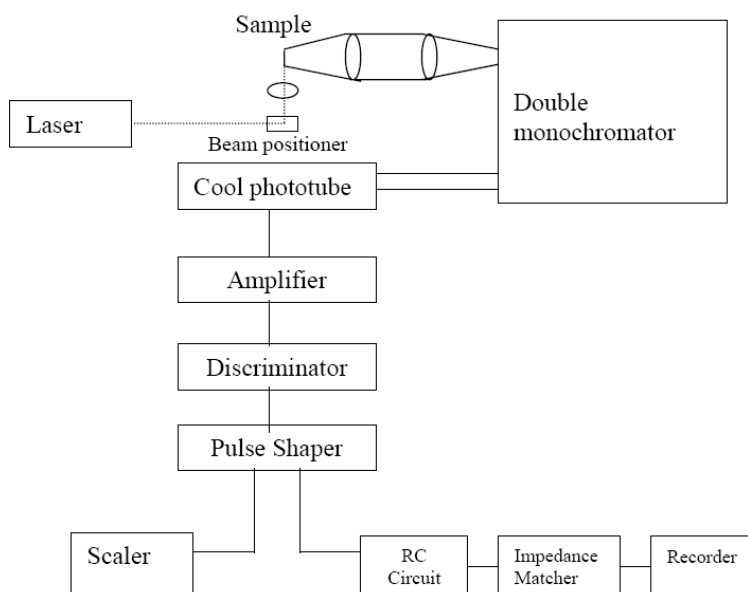 Sample
Double
monochromator
Laser
Beam positioner
Cool phototube
Amplifier
Discriminator
Pulse Shaper
Scaler
RC
Circuit
Impedance
Matcher
Recorder